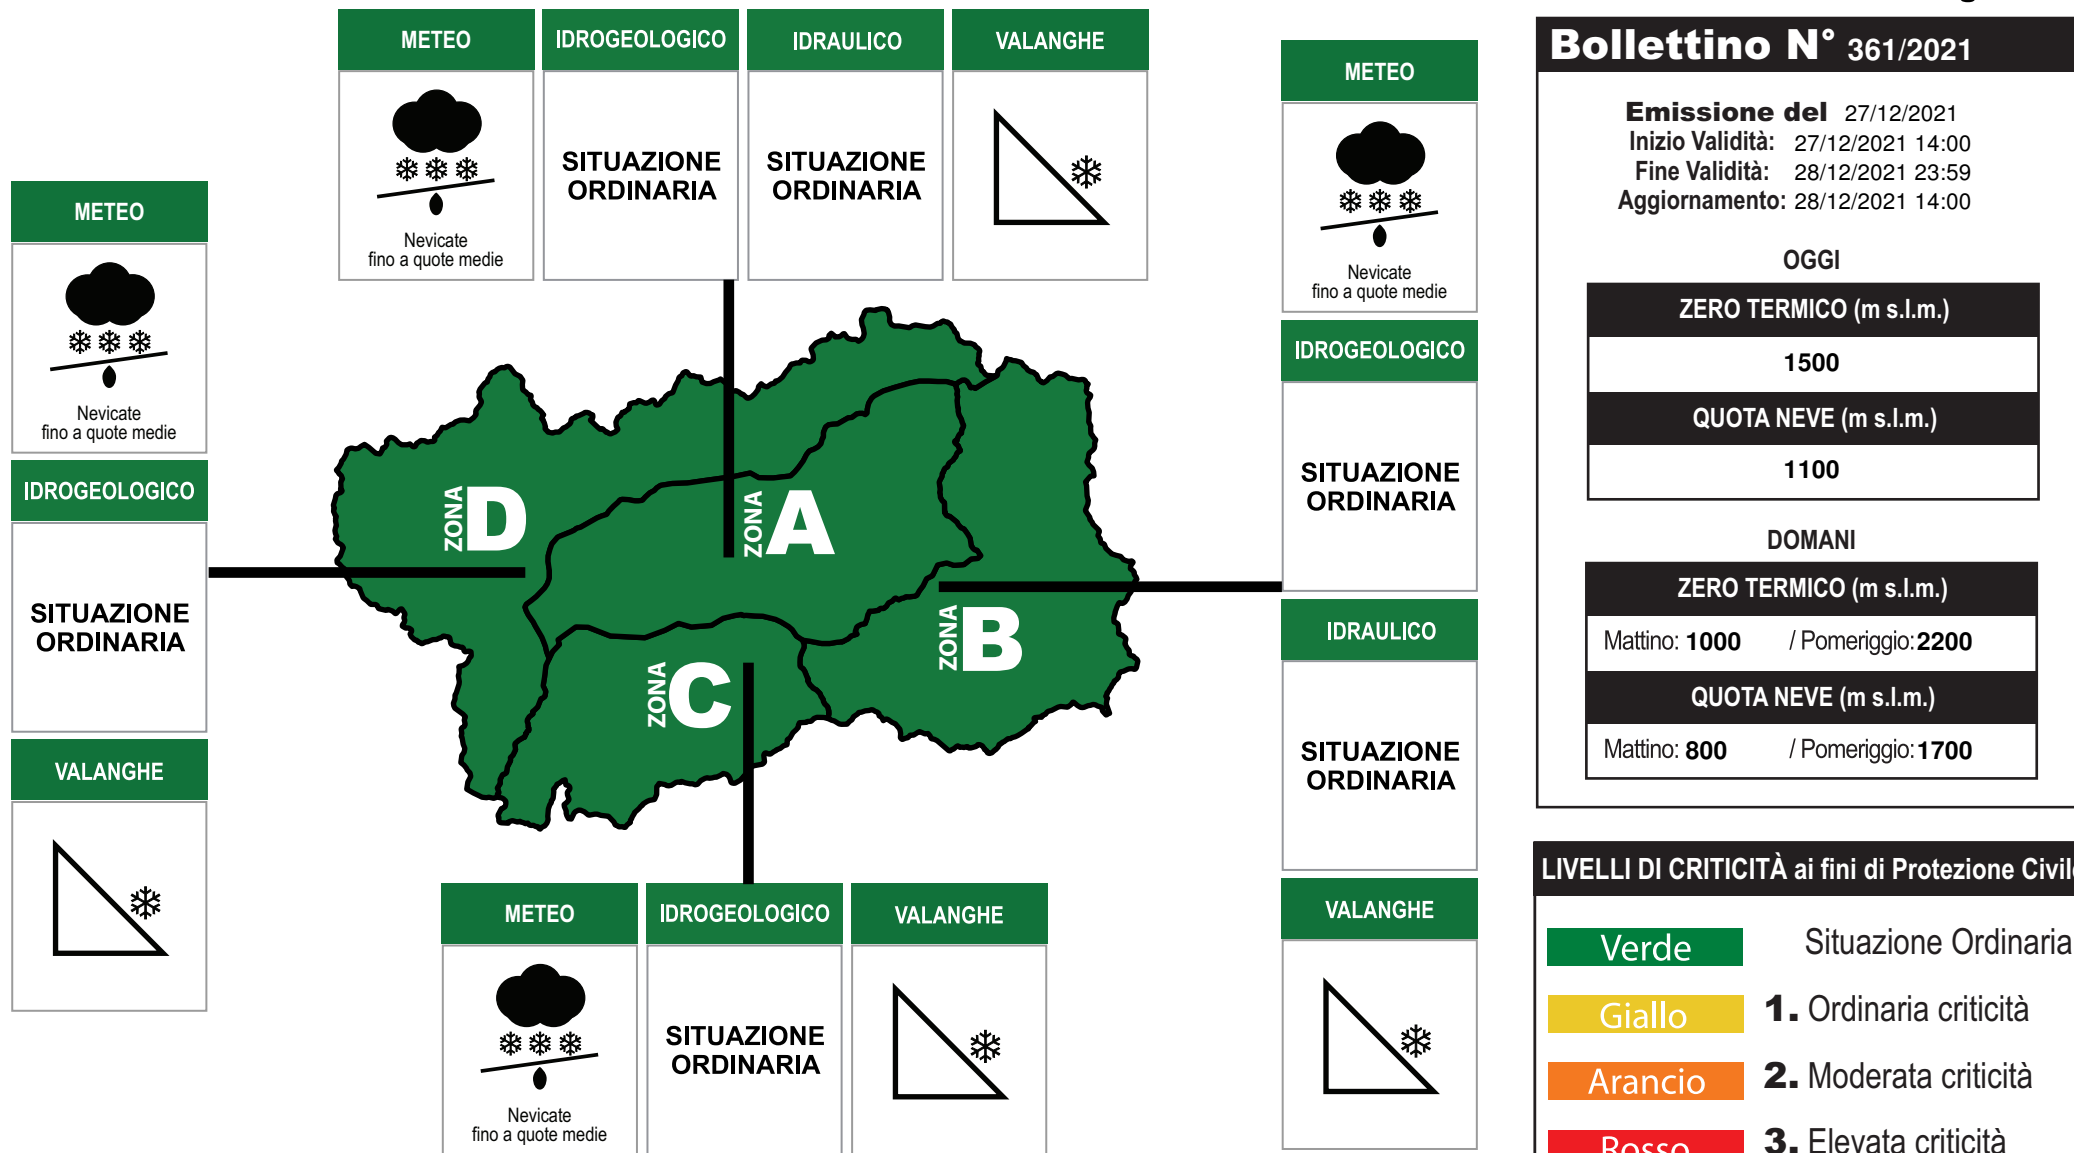 METEO
IDROGEOLOGICO
IDRAULICO
VALANGHE
Nevicate
fino a quote medie
SITUAZIONE
ORDINARIA
SITUAZIONE
ORDINARIA
METEO
Nevicate
fino a quote medie
IDROGEOLOGICO
SITUAZIONE
ORDINARIA
VALANGHE
METEO
Nevicate
fino a quote medie
IDROGEOLOGICO
SITUAZIONE
ORDINARIA
IDRAULICO
SITUAZIONE
ORDINARIA
VALANGHE
ZONA D
ZONA A
ZONA B
ZONA C
METEO
IDROGEOLOGICO
VALANGHE
Nevicate
fino a quote medie
SITUAZIONE
ORDINARIA
Bollettino N° 361/2021
Emissione del 27/12/2021
Inizio Validità: 27/12/2021 14:00
Fine Validità: 28/12/2021 23:59
Aggiornamento: 28/12/2021 14:00
OGGI
ZERO TERMICO (m s.l.m.)
1500
QUOTA NEVE (m s.l.m.)
1100
DOMANI
ZERO TERMICO (m s.l.m.)
Mattino: 1000 / Pomeriggio: 2200
QUOTA NEVE (m s.l.m.)
Mattino: 800 / Pomeriggio: 1700
LIVELLI DI CRITICITÀ ai fini di Protezione Civile
Verde Situazione Ordinaria
Giallo 1. Ordinaria criticità
Arancio 2. Moderata criticità
Rosso 3. Elevata criticità